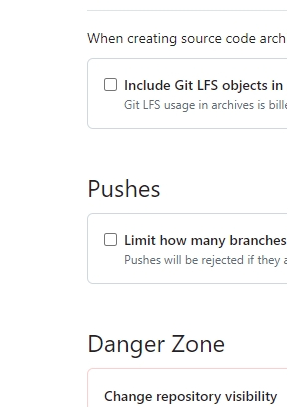 When creating source code arch
Include Git LFS objects in
Git LFS usage in archives is bille
Pushes
Limit how many branches
Pushes will be rejected if they a
Danger Zone
Change repository visibility